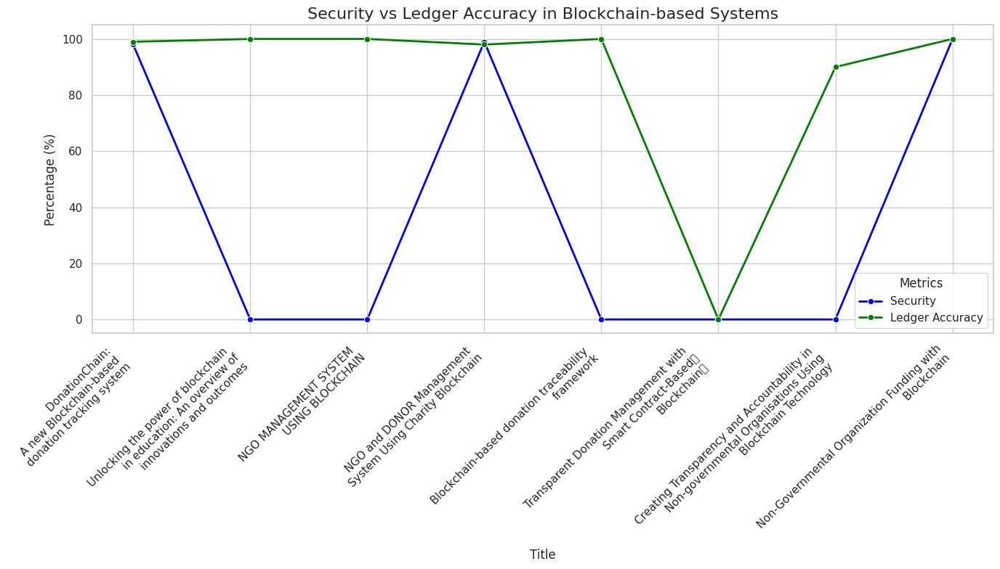 Security vs Ledger Accuracy in Blockchain-based Systems
Percentage (%)
100
80
60
40
20
0
Metrics
Security
Ledger Accuracy
DonationChain:
A new Blockchain-based
donation tracking system
Unlocking the power of blockchain
in education: An overview of
innovations and outcomes
NGO MANAGEMENT SYSTEM
USING BLOCKCHAIN
NGO and DONOR Management
System Using Charity Blockchain
Blockchain-based donation traceability
framework
Transparent Donation Management with
Smart Contract-Based
Blockchain
Creating Transparency and Accountability in
Non-governmental Organisations Using
Blockchain Technology
Non-Governmental Organization Funding with
Blockchain
Title